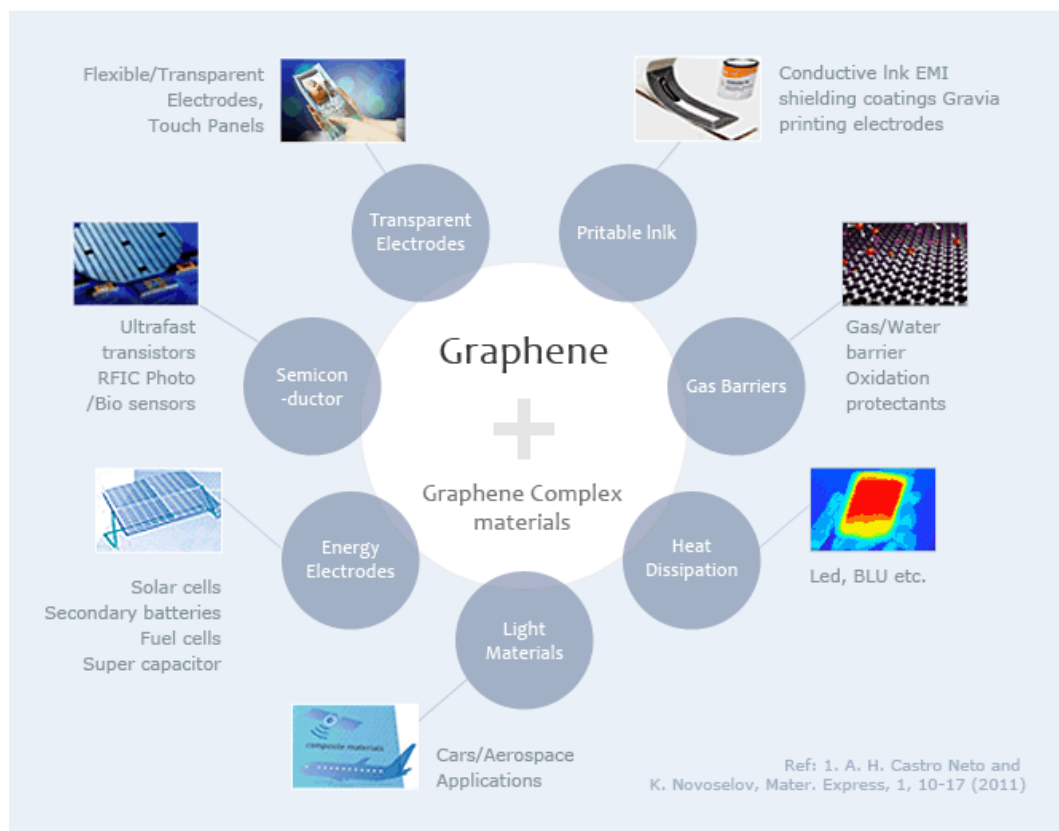 Flexible/Transparent
Electrodes,
Touch Panels
Conductive lnk EMI
shielding coatings Gravia
printing electrodes
Transparent
Electrodes
Pritable lnlk
Ultrafast
transistors
RFIC Photo
/Bio sensors
Semicon
-ductor
Graphene
+
Graphene Complex
materials
Gas Barriers
Gas/Water
barrier
Oxidation
protectants
Energy
Electrodes
Heat
Dissipation
Solar cells
Secondary batteries
Fuel cells
Super capacitor
Led, BLU etc.
Light
Materials
composite materials
Cars/Aerospace
Applications
Ref: 1. A. H. Castro Neto and
K. Novoselov, Mater. Express, 1, 10-17 (2011)